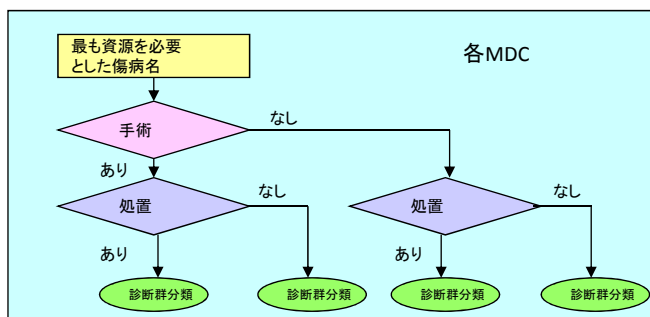 最も資源を必要
とした傷病名
各MDC
手術
なし
あり
処置
なし
処置
なし
あり
あり
診断群分類
診断群分類
診断群分類
診断群分類